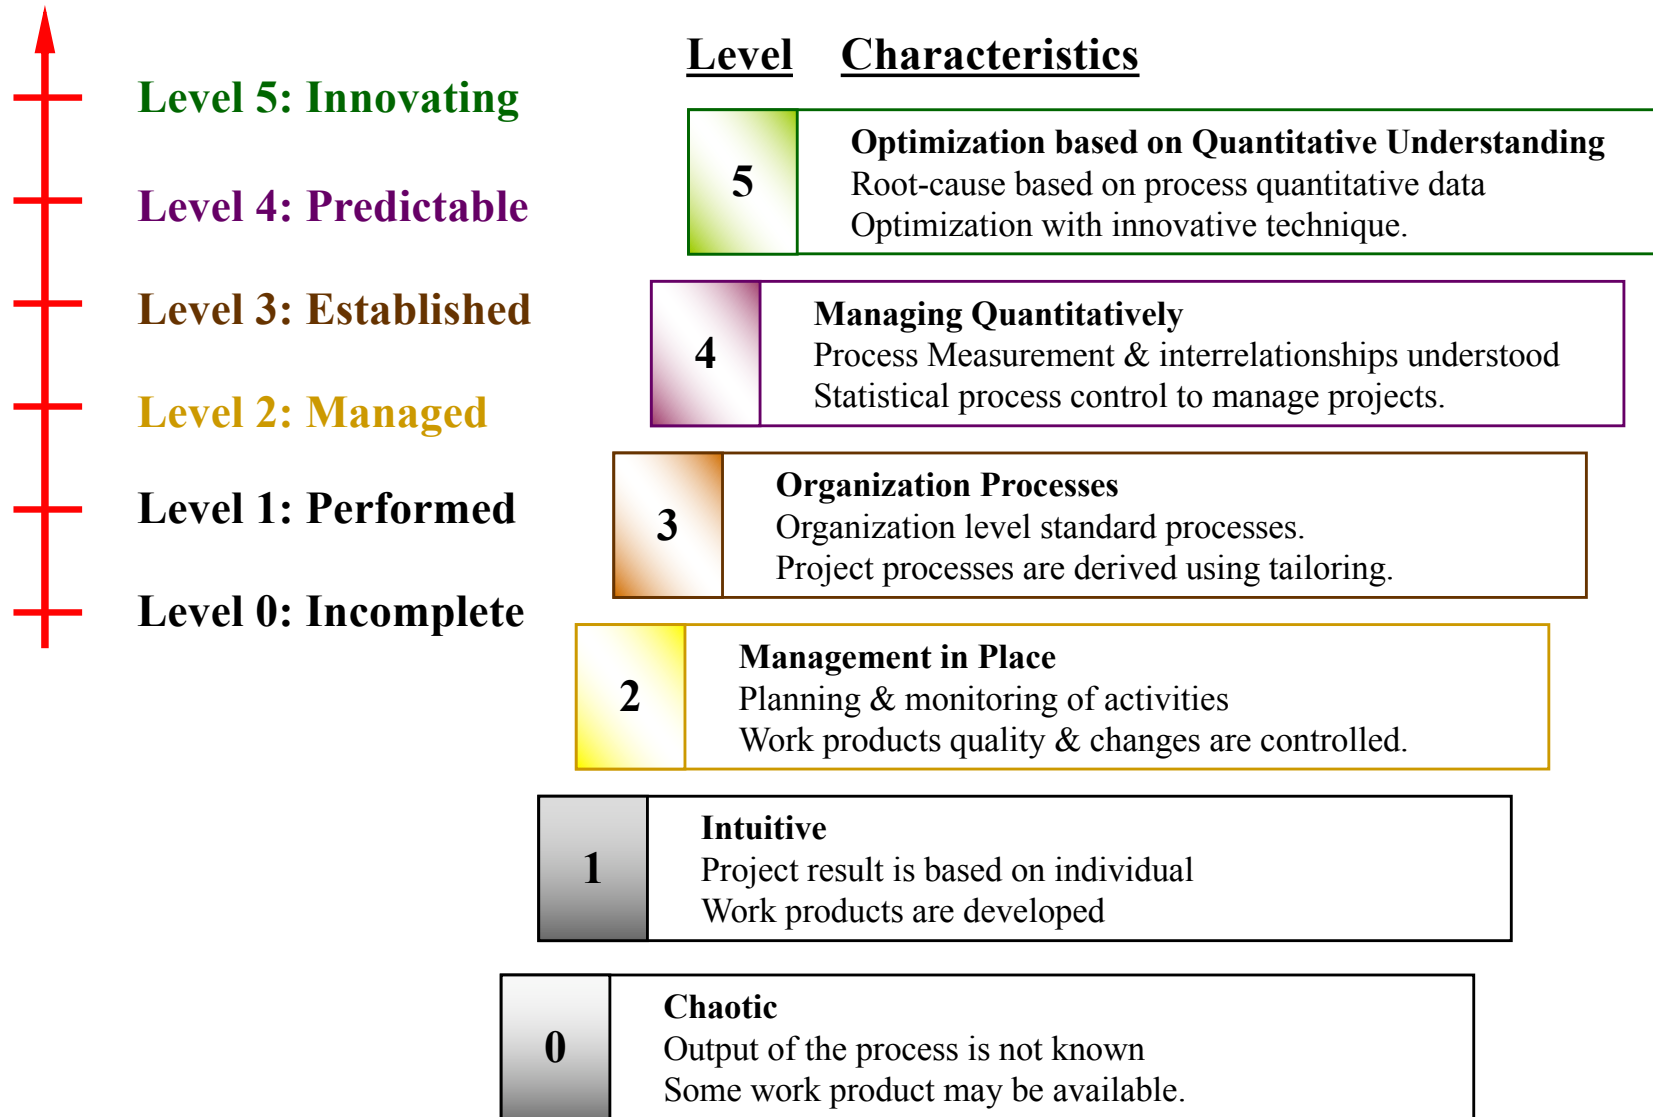 Level 5: Innovating
Level 4: Predictable
Level 3: Established
Level 2: Managed
Level 1: Performed
Level 0: Incomplete
Level Characteristics
5
Optimization based on Quantitative Understanding
Root-cause based on process quantitative data
Optimization with innovative technique.
4
Managing Quantitatively
Process Measurement & interrelationships understood
Statistical process control to manage projects.
3
Organization Processes
Organization level standard processes.
Project processes are derived using tailoring.
2
Management in Place
Planning & monitoring of activities
Work products quality & changes are controlled.
1
Intuitive
Project result is based on individual
Work products are developed
0
Chaotic
Output of the process is not known
Some work product may be available.